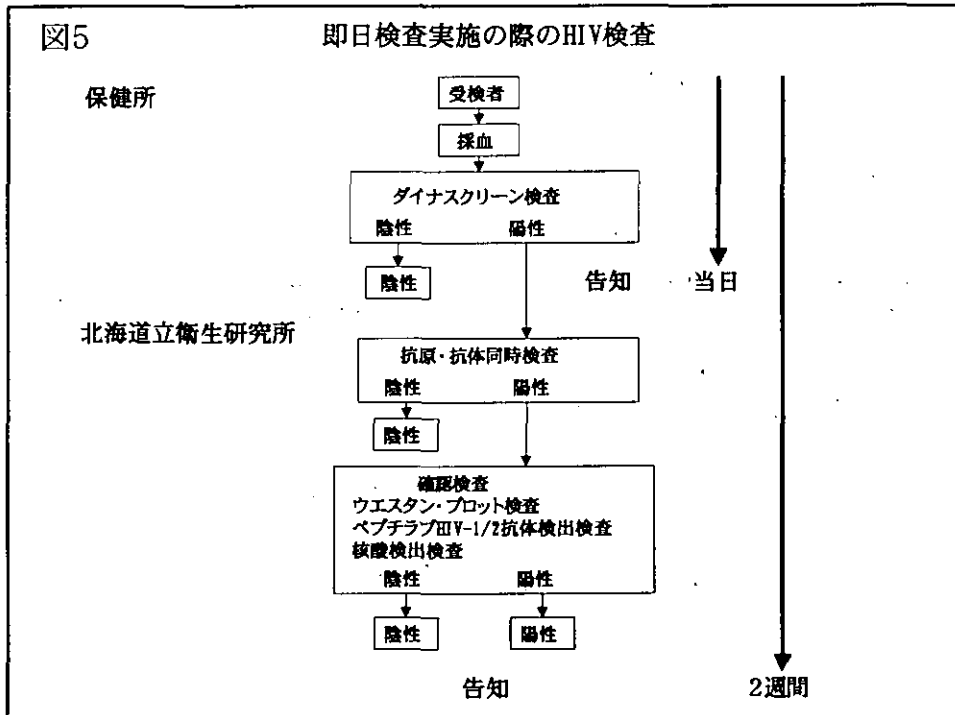 図5
即日検査実施の際のHIV検査
保健所
受検者
採血
ダイナスクリーン検査
陰性 陽性
陰性
告知 当日
北海道立衛生研究所
抗原・抗体同時検査
陰性 陽性
陰性
確認検査
ウエスタン・ブロット検査
ペプチラブHIV-1/2抗体検出検査
核酸検出検査
陰性 陽性
陰性 陽性
告知 2週間